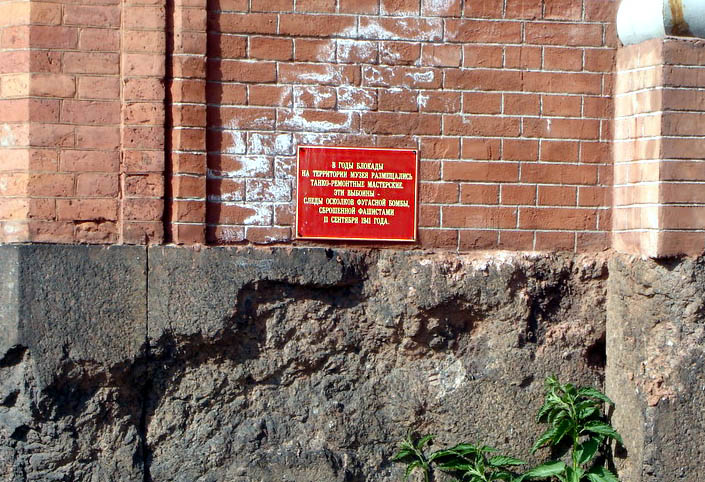 В ГОДЫ БЛОКАДЫ
НА ТЕРРИТОРИИ МУЗЕЯ РАЗМЕЩАЛИСЬ
ТАНКО-РЕМОНТНЫЕ МАСТЕРСКИЕ.
ЭТИ ВЫБОИНЫ -
СЛЕДЫ ОСКОЛКОВ ФУГАСНОЙ БОМБЫ,
СБРОШЕННОЙ ФАШИСТАМИ
11 СЕНТЯБРЯ 1941 ГОДА.